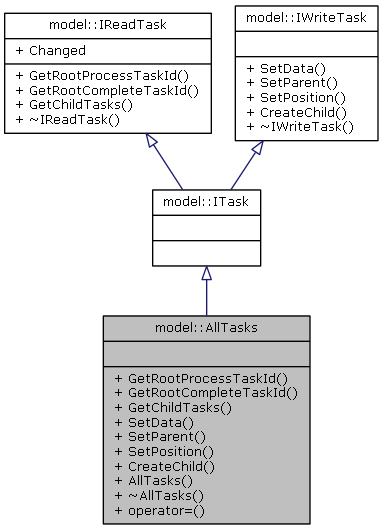 model::IReadTask
+ Changed
+ GetRootProcessTaskId()
+ GetRootCompleteTaskId()
+ GetChildTasks()
+ ~IReadTask()
model::IWriteTask
+ SetData()
+ SetParent()
+ SetPosition()
+ CreateChild()
+ ~IWriteTask()
model::ITask
model::AllTasks
+ GetRootProcessTaskId()
+ GetRootCompleteTaskId()
+ GetChildTasks()
+ SetData()
+ SetParent()
+ SetPosition()
+ CreateChild()
+ AllTasks()
+ ~AllTasks()
+ operator=()